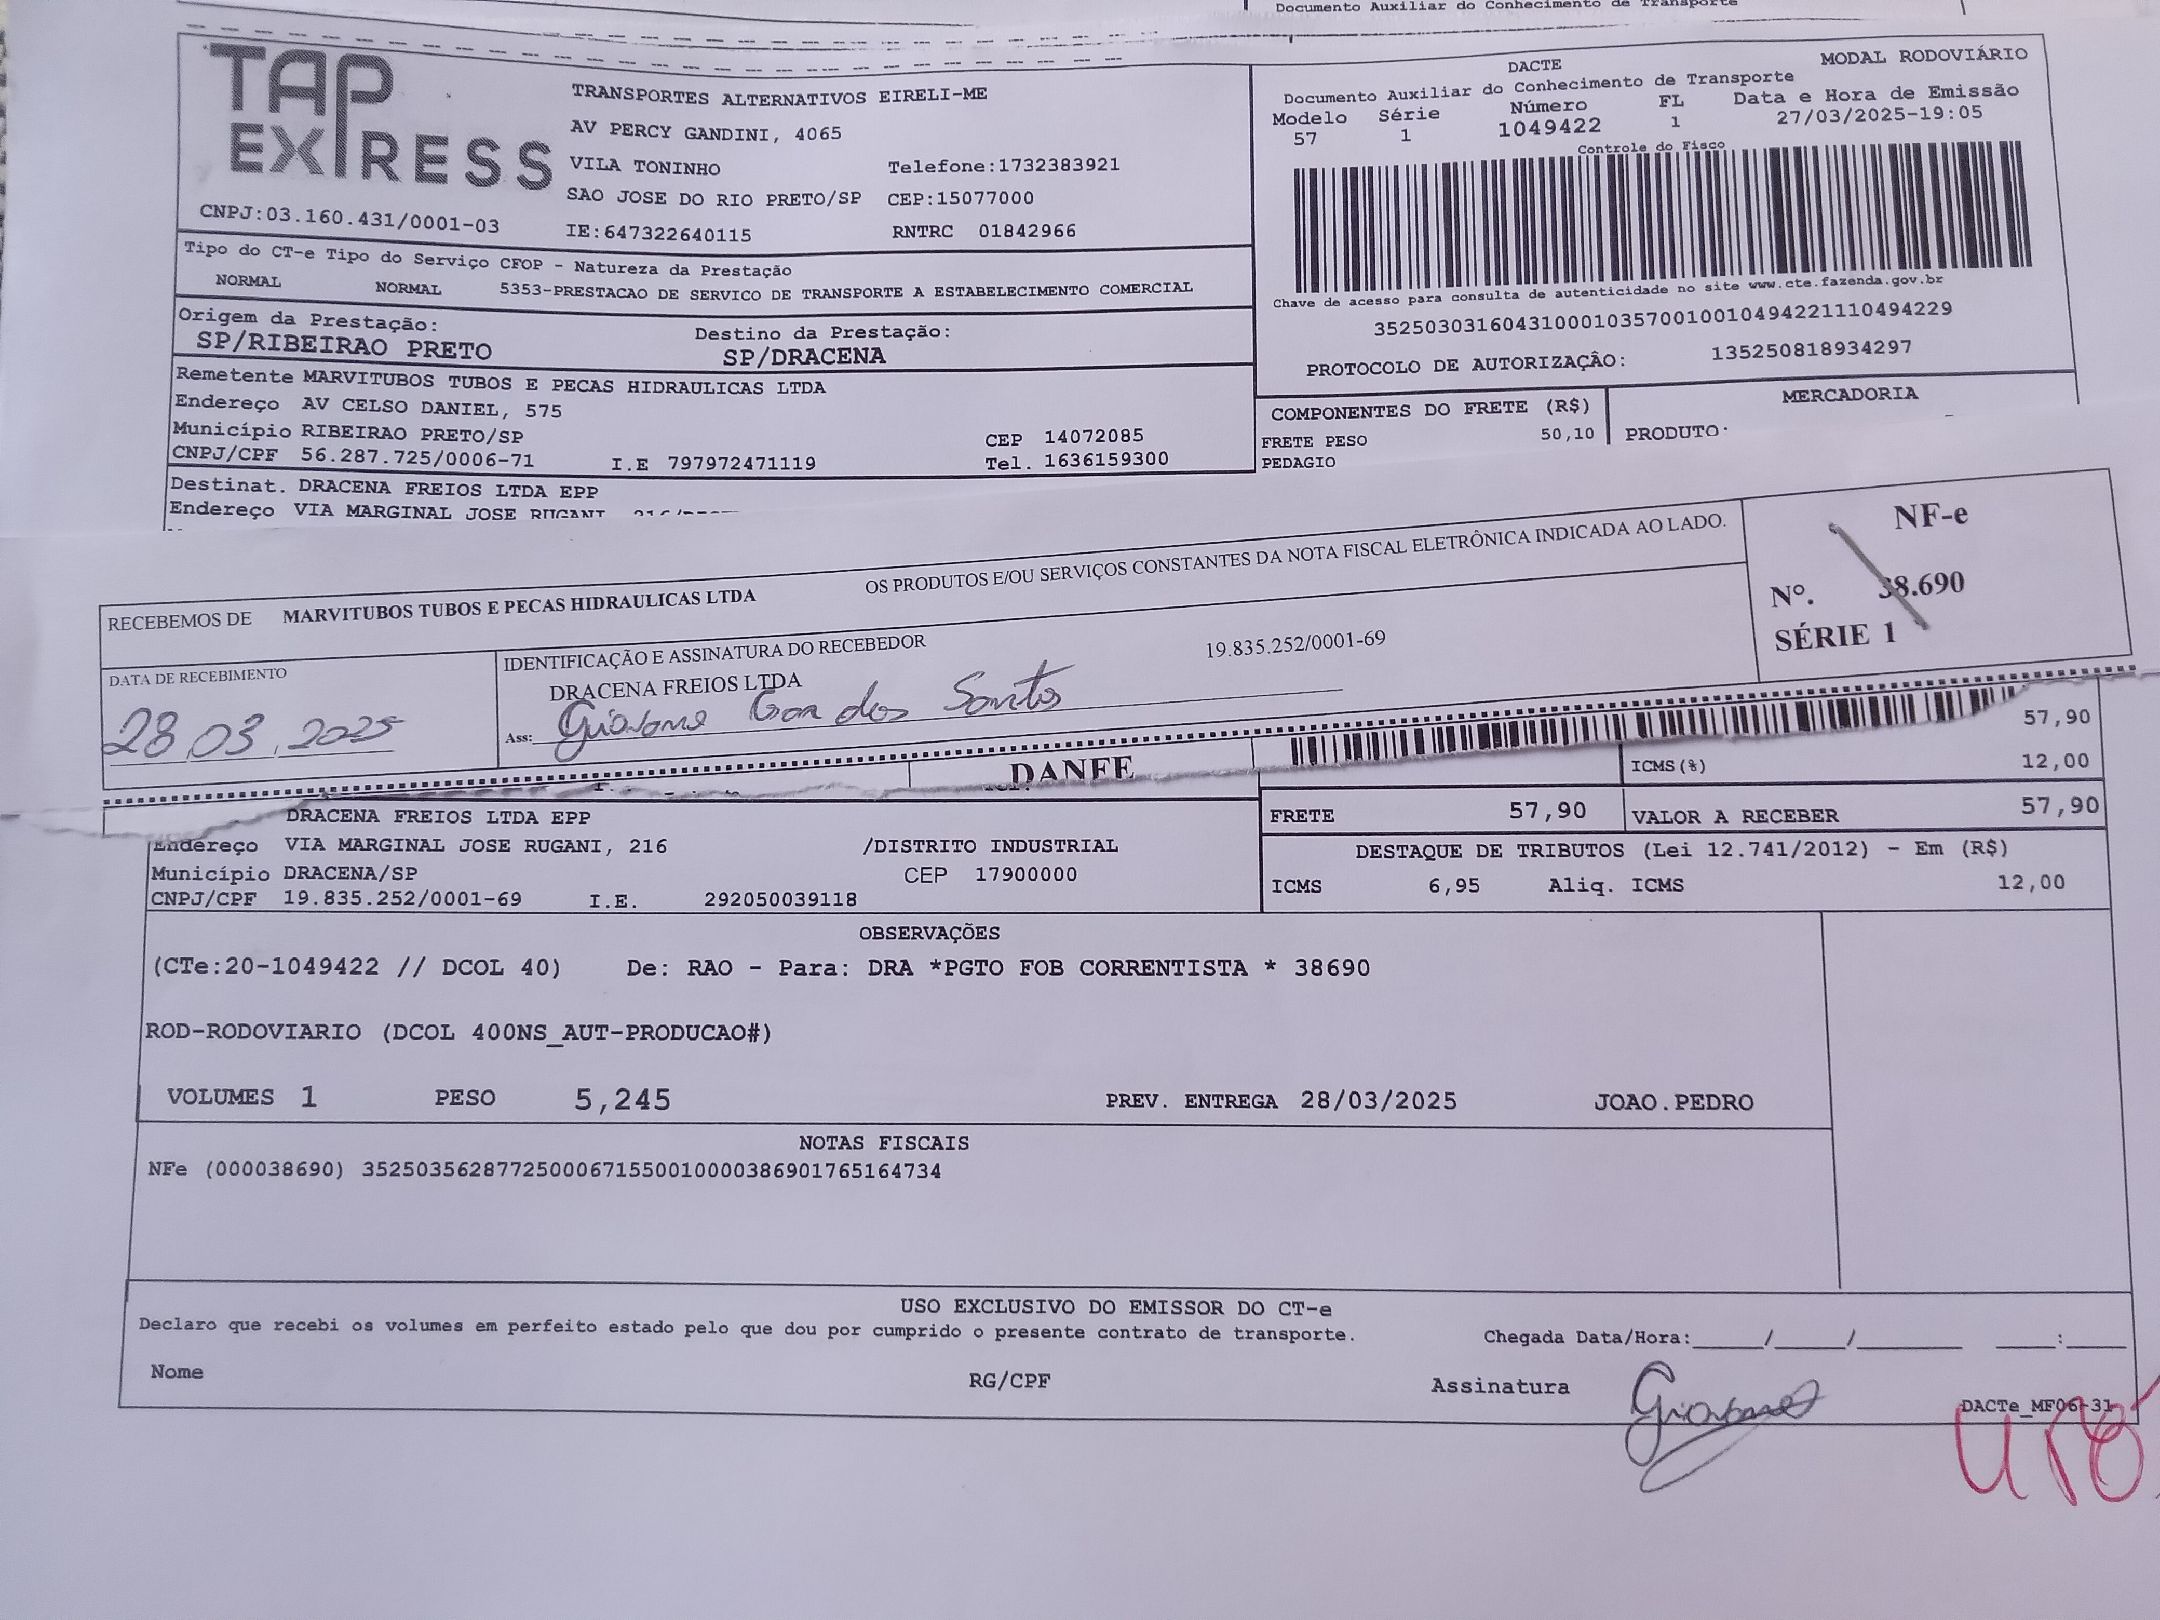 Documento Auxiliar do Conhecimento de Transporte
TAP EXPRESS
CNPJ:03.160.431/0001-03
TRANSPORTES ALTERNATIVOS EIRELI-ME
AV PERCY GANDINI, 4065
VILA TONINHO Telefone:1732383921
SAO JOSE DO RIO PRETO/SP CEP:15077000
IE:647322640115 RNTRC 01842966
DACTE MODAL RODOVIÁRIO
Documento Auxiliar do Conhecimento de Transporte
Modelo Série Número FL Data e Hora de Emissão
57 1 1049422 1 27/03/2025-19:05
Controle do Fisco
Chave de acesso para consulta de autenticidade no site www.cte.fazenda.gov.br
35250303160431000103570010010494221110494229
PROTOCOLO DE AUTORIZAÇÂO: 135250818934297
Tipo do CT-e Tipo do Serviço CFOP - Natureza da Prestação
NORMAL NORMAL 5353-PRESTACAO DE SERVICO DE TRANSPORTE A ESTABELECIMENTO COMERCIAL
Origem da Prestação: Destino da Prestação:
SP/RIBEIRAO PRETO SP/DRACENA
Remetente MARVITUBOS TUBOS E PECAS HIDRAULICAS LTDA
Endereço AV CELSO DANIEL, 575
Município RIBEIRAO PRETO/SP CEP 14072085
CNPJ/CPF 56.287.725/0006-71 I.E 797972471119 Tel. 1636159300
COMPONENTES DO FRETE (R$) MERCADORIA
FRETE PESO 50,10 PRODUTO:
PEDAGIO
Destinat. DRACENA FREIOS LTDA EPP
Endereço VIA MARGINAL JOSE RUGANI
RECEBEMOS DE MARVITUBOS TUBOS E PECAS HIDRAULICAS LTDA OS PRODUTOS E/OU SERVIÇOS CONSTANTES DA NOTA FISCAL ELETRÔNICA INDICADA AO LADO.
NF-e
Nº. 38.690
SÉRIE 1
DATA DE RECEBIMENTO
28 03 2025
IDENTIFICAÇÃO E ASSINATURA DO RECEBEDOR
DRACENA FREIOS LTDA 19.835.252/0001-69
Ass: dos Santos
DANFE
57,90
ICMS(%) 12,00
FRETE 57,90 VALOR A RECEBER 57,90
DRACENA FREIOS LTDA EPP
Endereço VIA MARGINAL JOSE RUGANI, 216 /DISTRITO INDUSTRIAL
Município DRACENA/SP CEP 17900000
CNPJ/CPF 19.835.252/0001-69 I.E. 292050039118
DESTAQUE DE TRIBUTOS (Lei 12.741/2012) - Em (R$)
ICMS 6,95 Aliq. ICMS 12,00
OBSERVAÇÕES
(CTe:20-1049422 // DCOL 40) De: RAO - Para: DRA *PGTO FOB CORRENTISTA * 38690
ROD-RODOVIARIO (DCOL 400NS_AUT-PRODUCAO#)
VOLUMES 1 PESO 5,245 PREV. ENTREGA 28/03/2025 JOAO.PEDRO
NOTAS FISCAIS
NFe (000038690) 35250356287725000671550010000386901765164734
USO EXCLUSIVO DO EMISSOR DO CT-e
Declaro que recebi os volumes em perfeito estado pelo que dou por cumprido o presente contrato de transporte. Chegada Data/Hora:____/____/______ ____:____
Nome RG/CPF Assinatura
DACTe_MF06-31